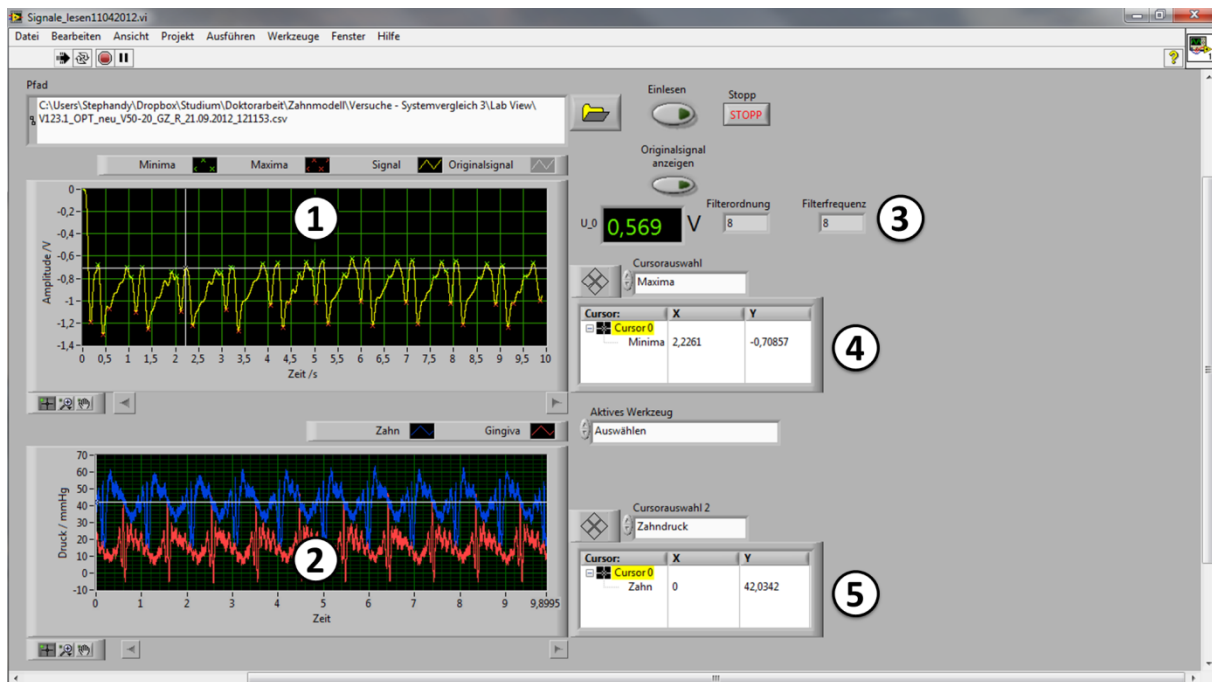 Signale_lesen11042012.vi
Datei Bearbeiten Ansicht Projekt Ausführen Werkzeuge Fenster Hilfe
Pfad
C:\Users\Stephandy\Dropbox\Studium\Doktorarbeit\Zahnmodell\Versuche - Systemvergleich 3\Lab View\
V123.1_OPT_neu_V50-20_GZ_R_21.09.2012_121153.csv
Einlesen
Stopp
STOPP
Originalsignal
anzeigen
Minima Maxima Signal Originalsignal
U_0 0,569 V
Filterordnung
8
Filterfrequenz
8
3
Amplitude /V
0-
-0,2-
-0,4-
-0,6-
-0,8-
-1-
-1,2-
-1,4-
1
0 0,5 1 1,5 2 2,5 3 3,5 4 4,5 5 5,5 6 6,5 7 7,5 8 8,5 9 9,5 10
Zeit /s
Cursorauswahl
Maxima
Cursor: X Y
Cursor 0
Minima 2,2261 -0,70857
4
Aktives Werkzeug
Auswählen
Zahn Gingiva
Druck / mmHg
70-
60-
50-
40-
30-
20-
10-
0-
-10-
2
0 1 2 3 4 5 6 7 8 9 9,8995
Zeit
Cursorauswahl 2
Zahndruck
Cursor: X Y
Cursor 0
Zahn 0 42,0342
5